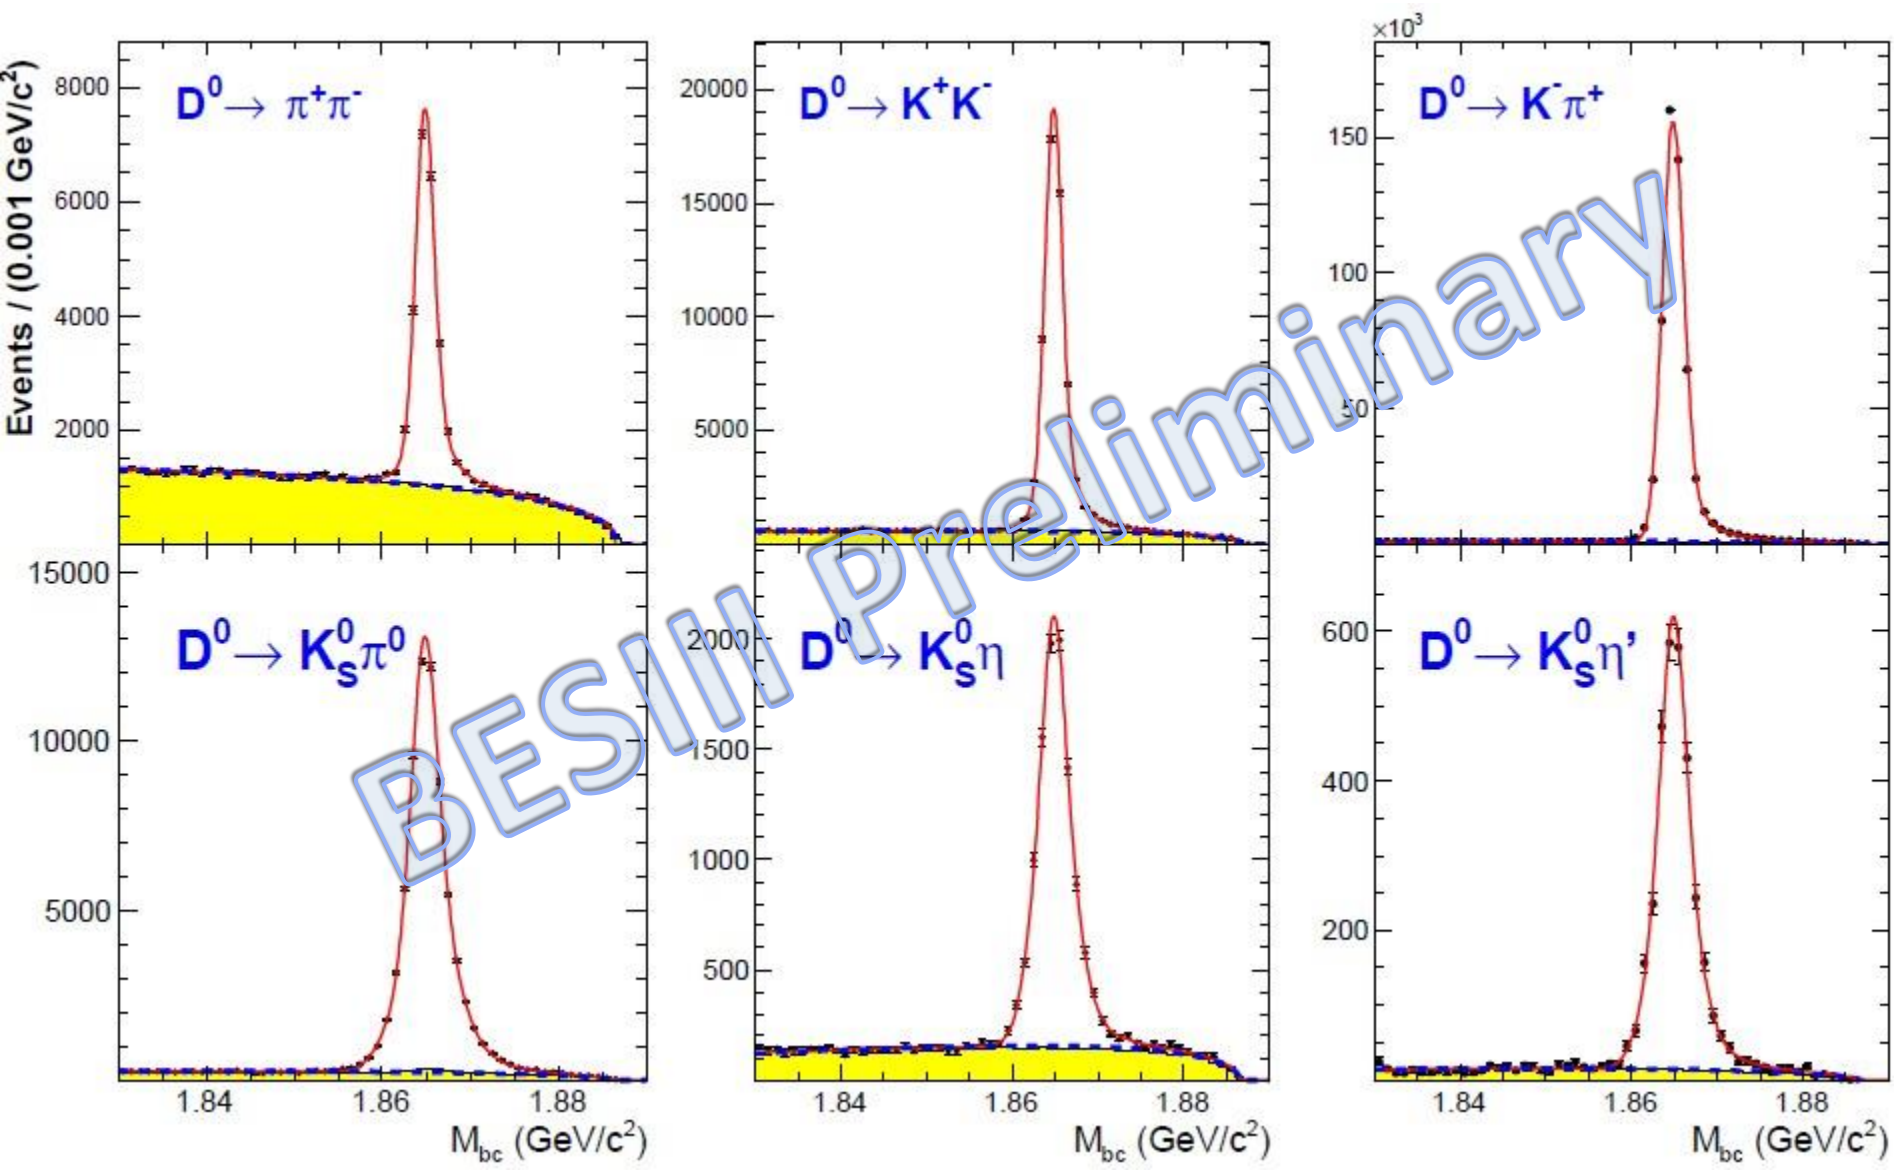 Events / (0.001 GeV/c²)
8000
6000
4000
2000
D⁰→ π⁺π⁻
20000
15000
10000
5000
D⁰→ K⁺K⁻
×10³
150
100
50
D⁰→ K⁻π⁺
15000
10000
5000
D⁰→ K⁰ₛπ⁰
1.84 1.86 1.88
M_bc (GeV/c²)
2000
1500
1000
500
D⁰→ K⁰ₛη
1.84 1.86 1.88
M_bc (GeV/c²)
600
400
200
D⁰→ K⁰ₛη’
1.84 1.86 1.88
M_bc (GeV/c²)
BESIII Preliminary